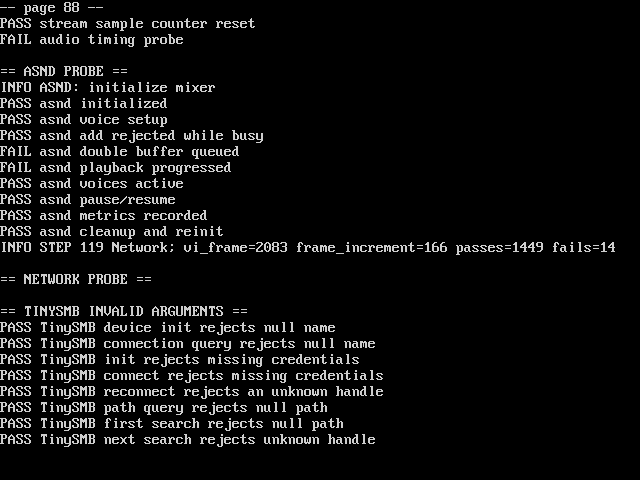 -- page 88 --
PASS stream sample counter reset
FAIL audio timing probe
== ASND PROBE ==
INFO ASND: initialize mixer
PASS asnd initialized
PASS asnd voice setup
PASS asnd add rejected while busy
FAIL asnd double buffer queued
FAIL asnd playback progressed
PASS asnd voices active
PASS asnd pause/resume
PASS asnd metrics recorded
PASS asnd cleanup and reinit
INFO STEP 119 Network; vi_frame=2083 frame_increment=166 passes=1449 fails=14
== NETWORK PROBE ==
== TINYSMB INVALID ARGUMENTS ==
PASS TinySMB device init rejects null name
PASS TinySMB connection query rejects null name
PASS TinySMB init rejects missing credentials
PASS TinySMB connect rejects missing credentials
PASS TinySMB reconnect rejects an unknown handle
PASS TinySMB path query rejects null path
PASS TinySMB first search rejects null path
PASS TinySMB next search rejects unknown handle